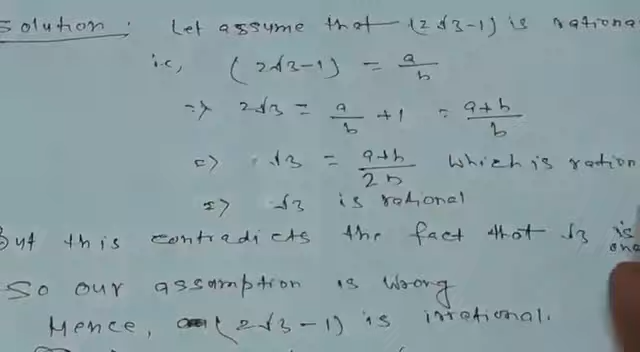 Solution: Let assume that (2√3-1) is rationa
i.e, (2√3-1) = a/b
=> 2√3 = a/b + 1 = a+b/b
=> √3 = a+b/2b which is ration
=> √3 is rational
But this contradicts the fact that √3 is
So our assumption is wrong
Hence, (2√3-1) is irrational.